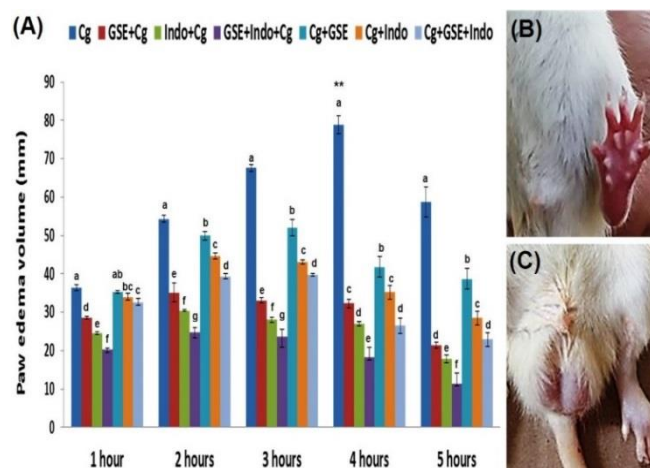 (A)
Cg GSE+Cg Indo+Cg GSE+Indo+Cg Cg+GSE Cg+Indo Cg+GSE+Indo
(B)
Paw edema volume (mm)
90
80
70
60
50
40
30
20
10
0
a d e f ab bc c
a e f g b c d
a e f g b c d
** a c d f b c d
a d e f b c d
1 hour 2 hours 3 hours 4 hours 5 hours
(C)